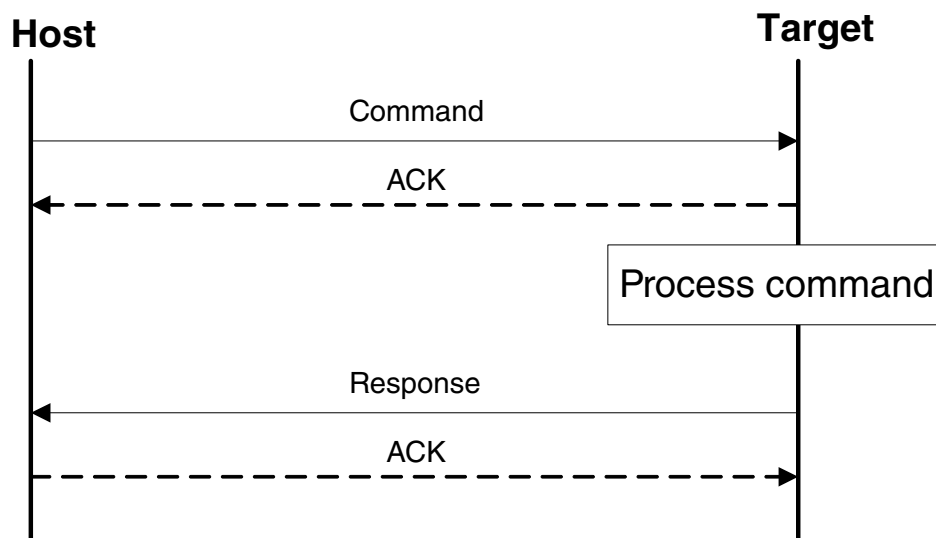 Host
Target
Command
ACK
Process command
Response
ACK